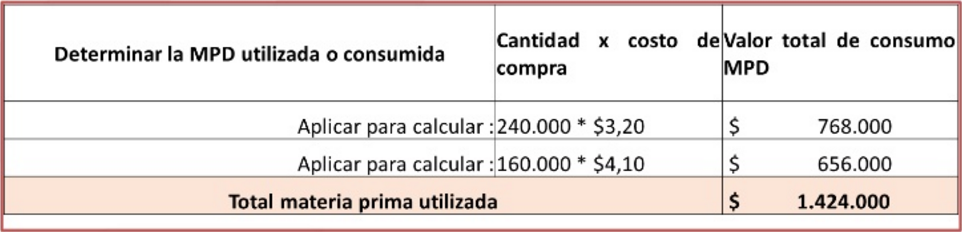 Determinar la MPD utilizada o consumida
Cantidad x costo de
compra
Valor total de consumo
MPD
Aplicar para calcular : 240.000 * $3,20 $ 768.000
Aplicar para calcular : 160.000 * $4,10 $ 656.000
Total materia prima utilizada $ 1.424.000